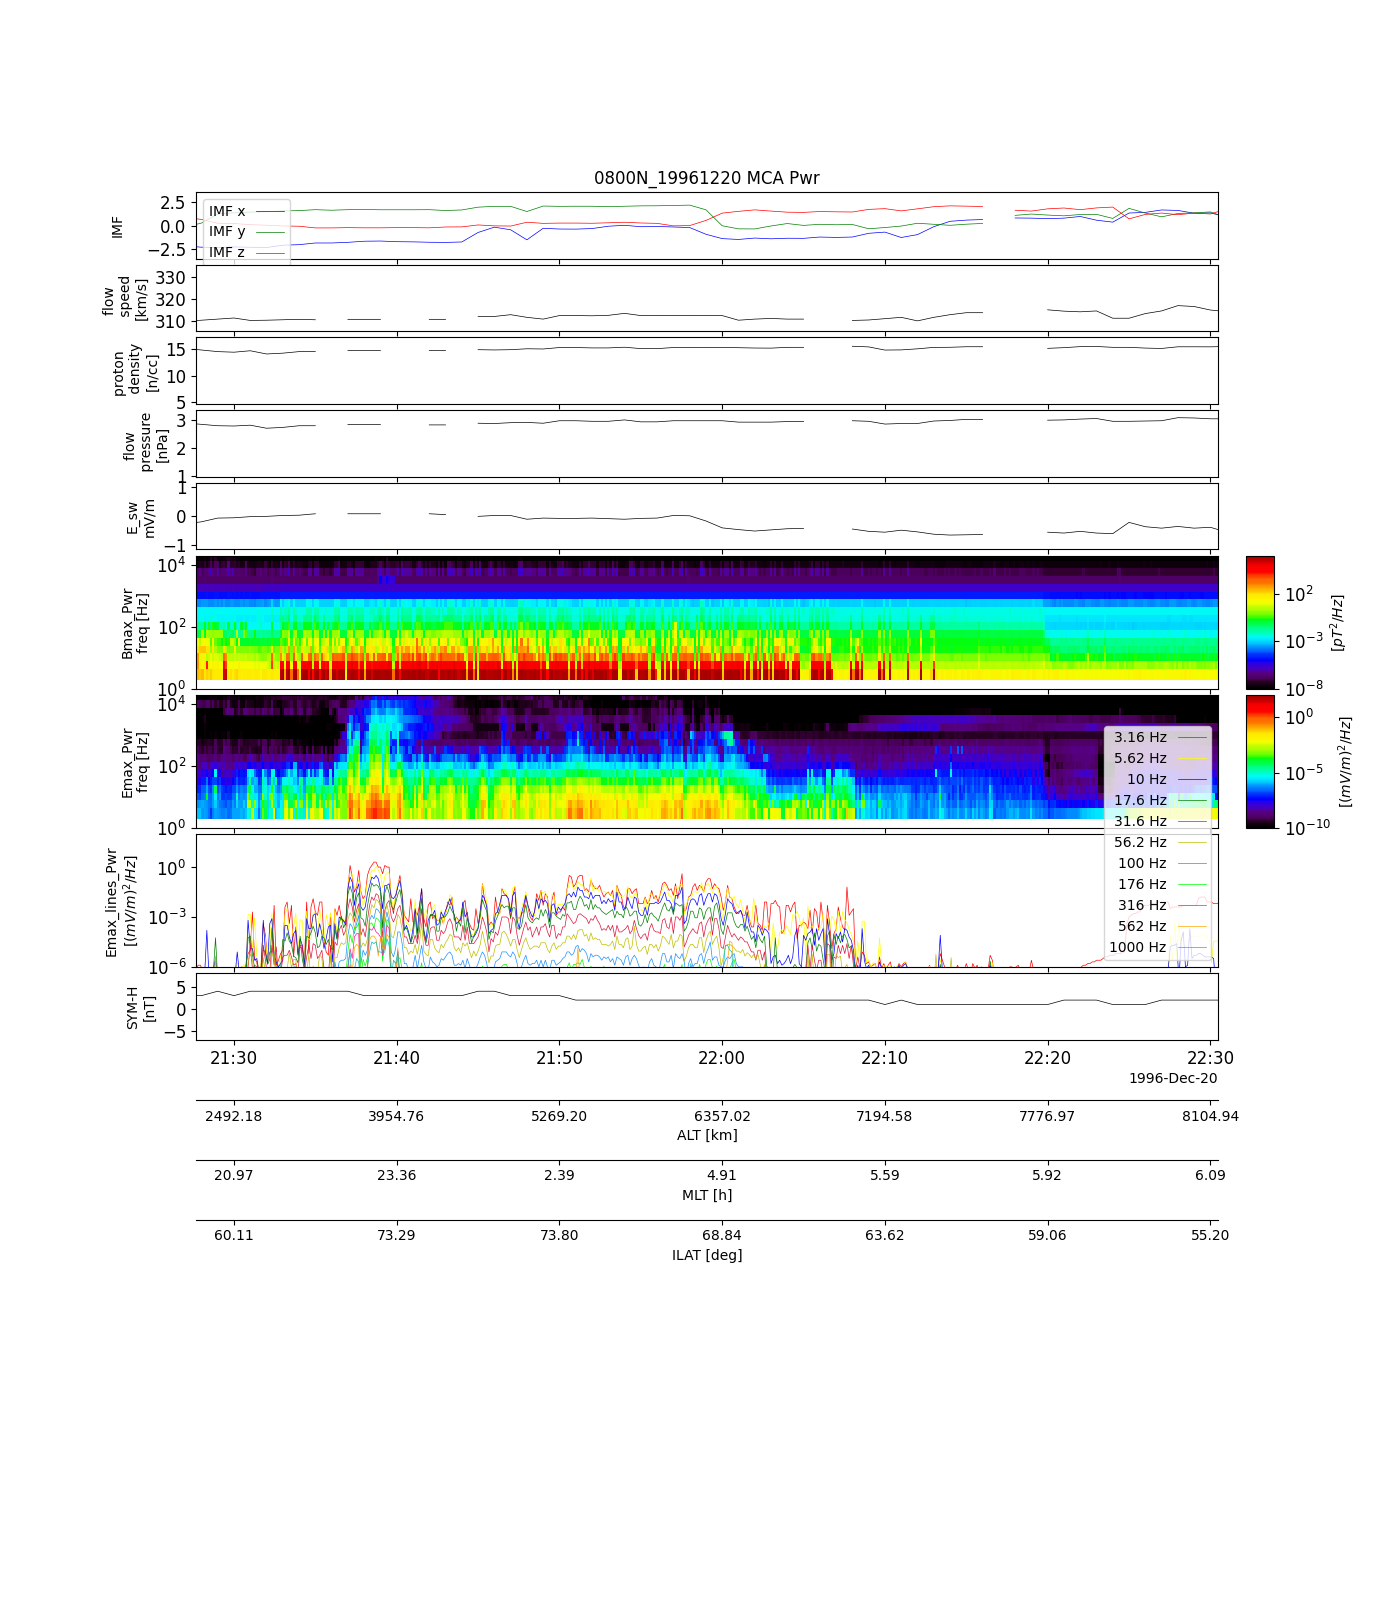 0800N_19961220 MCA Pwr
IMF
2.5
0.0
−2.5
IMF x
IMF y
IMF z
flow
speed
[km/s]
330
320
310
proton
density
[n/cc]
15
10
5
flow
pressure
[nPa]
3
2
1
E_sw
mV/m
1
0
−1
Bmax_Pwr
freq [Hz]
10^4
10^2
10^0
10^2
10^−3
10^−8
[pT^2/Hz]
Emax_Pwr
freq [Hz]
10^4
10^2
10^0
10^0
10^−5
10^−10
[(mV/m)^2/Hz]
3.16 Hz
5.62 Hz
10 Hz
17.6 Hz
31.6 Hz
56.2 Hz
100 Hz
176 Hz
316 Hz
562 Hz
1000 Hz
Emax_lines_Pwr
[(mV/m)^2/Hz]
10^0
10^−3
10^−6
SYM-H
[nT]
5
0
−5
21:30 21:40 21:50 22:00 22:10 22:20 22:30
1996-Dec-20
2492.18 3954.76 5269.20 6357.02 7194.58 7776.97 8104.94
ALT [km]
20.97 23.36 2.39 4.91 5.59 5.92 6.09
MLT [h]
60.11 73.29 73.80 68.84 63.62 59.06 55.20
ILAT [deg]